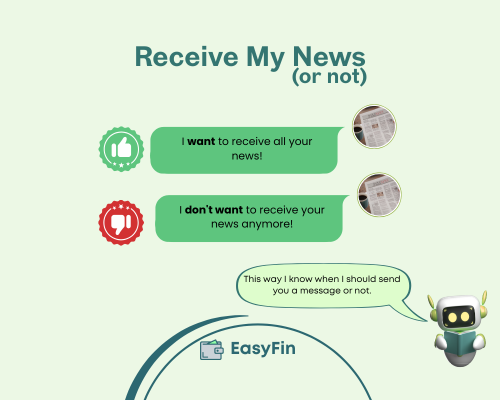 Receive My News
(or not)
I want to receive all your
news!
I don't want to receive your
news anymore!
This way I know when I should send
you a message or not.
EasyFin